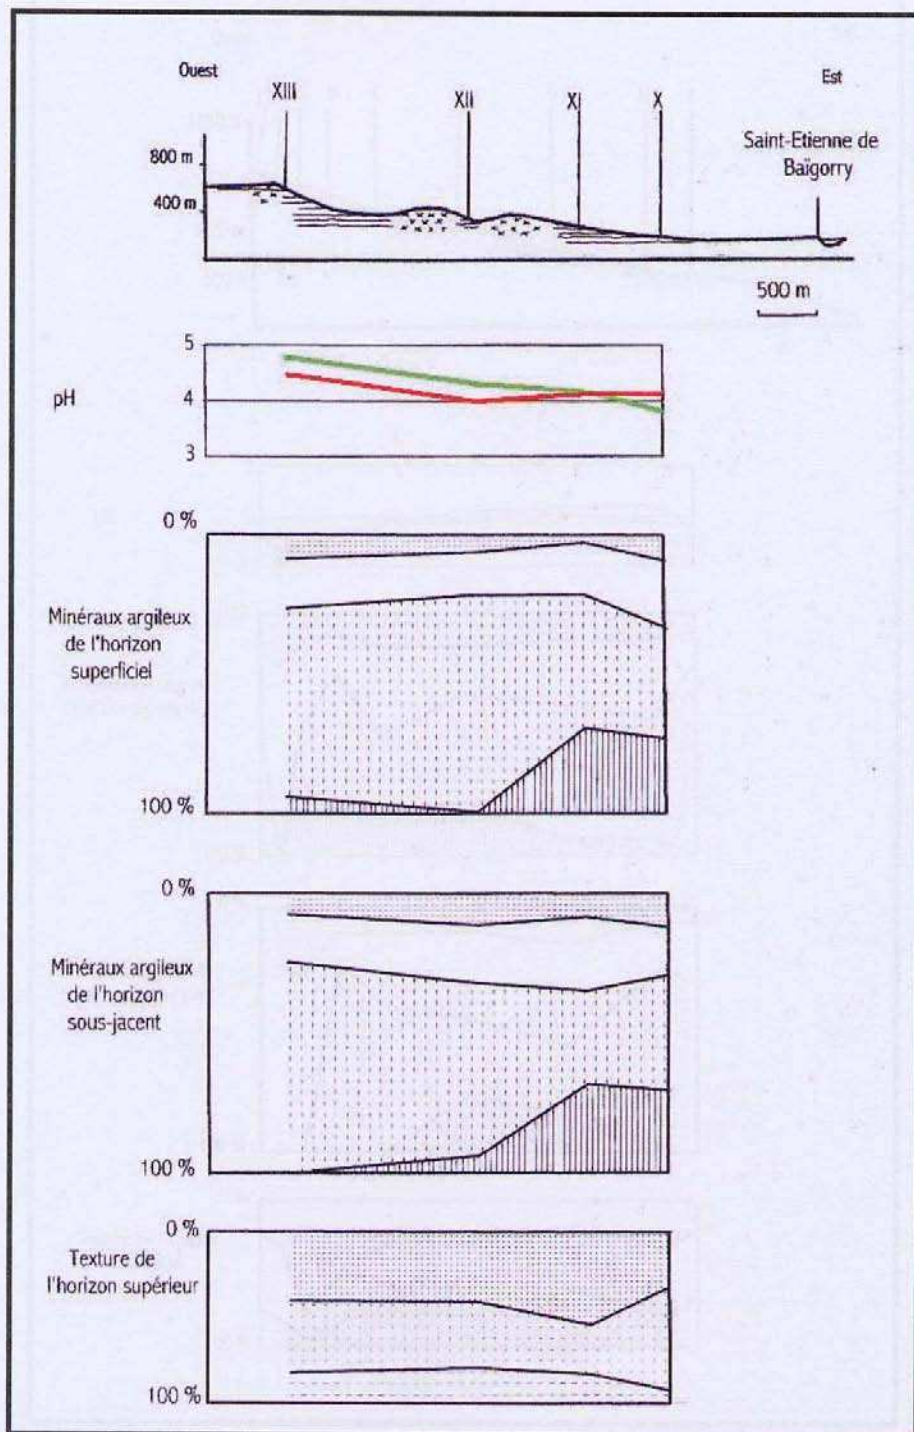 Ouest
Est
XIII
XII
XI
X
Saint-Etienne de
Baïgorry
800 m
400 m
500 m
pH
5
4
3
0 %
Minéraux argileux
de l'horizon
superficiel
100 %
0 %
Minéraux argileux
de l'horizon
sous-jacent
100 %
0 %
Texture de
l'horizon supérieur
100 %